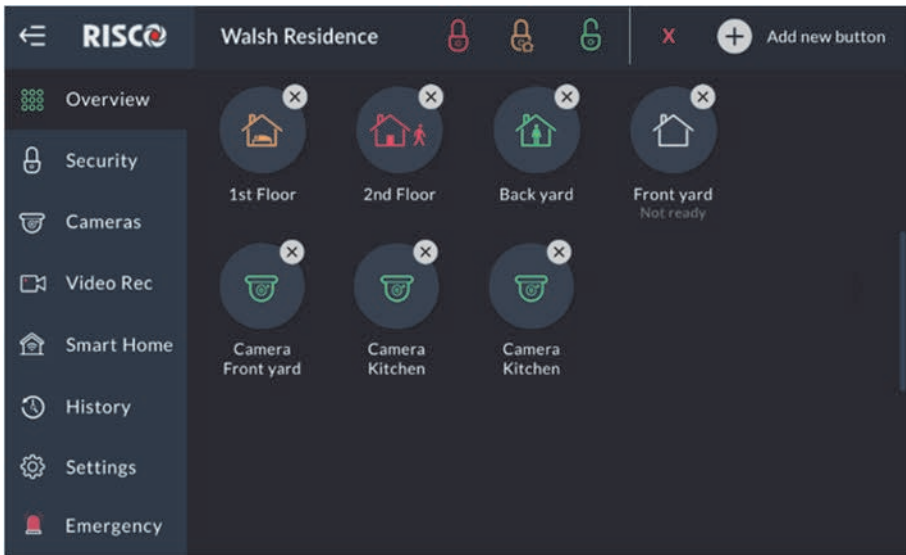 RISCO
Walsh Residence
X
Add new button
Overview
Security
Cameras
Video Rec
Smart Home
History
Settings
Emergency
1st Floor
2nd Floor
Back yard
Front yard
Not ready
Camera
Front yard
Camera
Kitchen
Camera
Kitchen